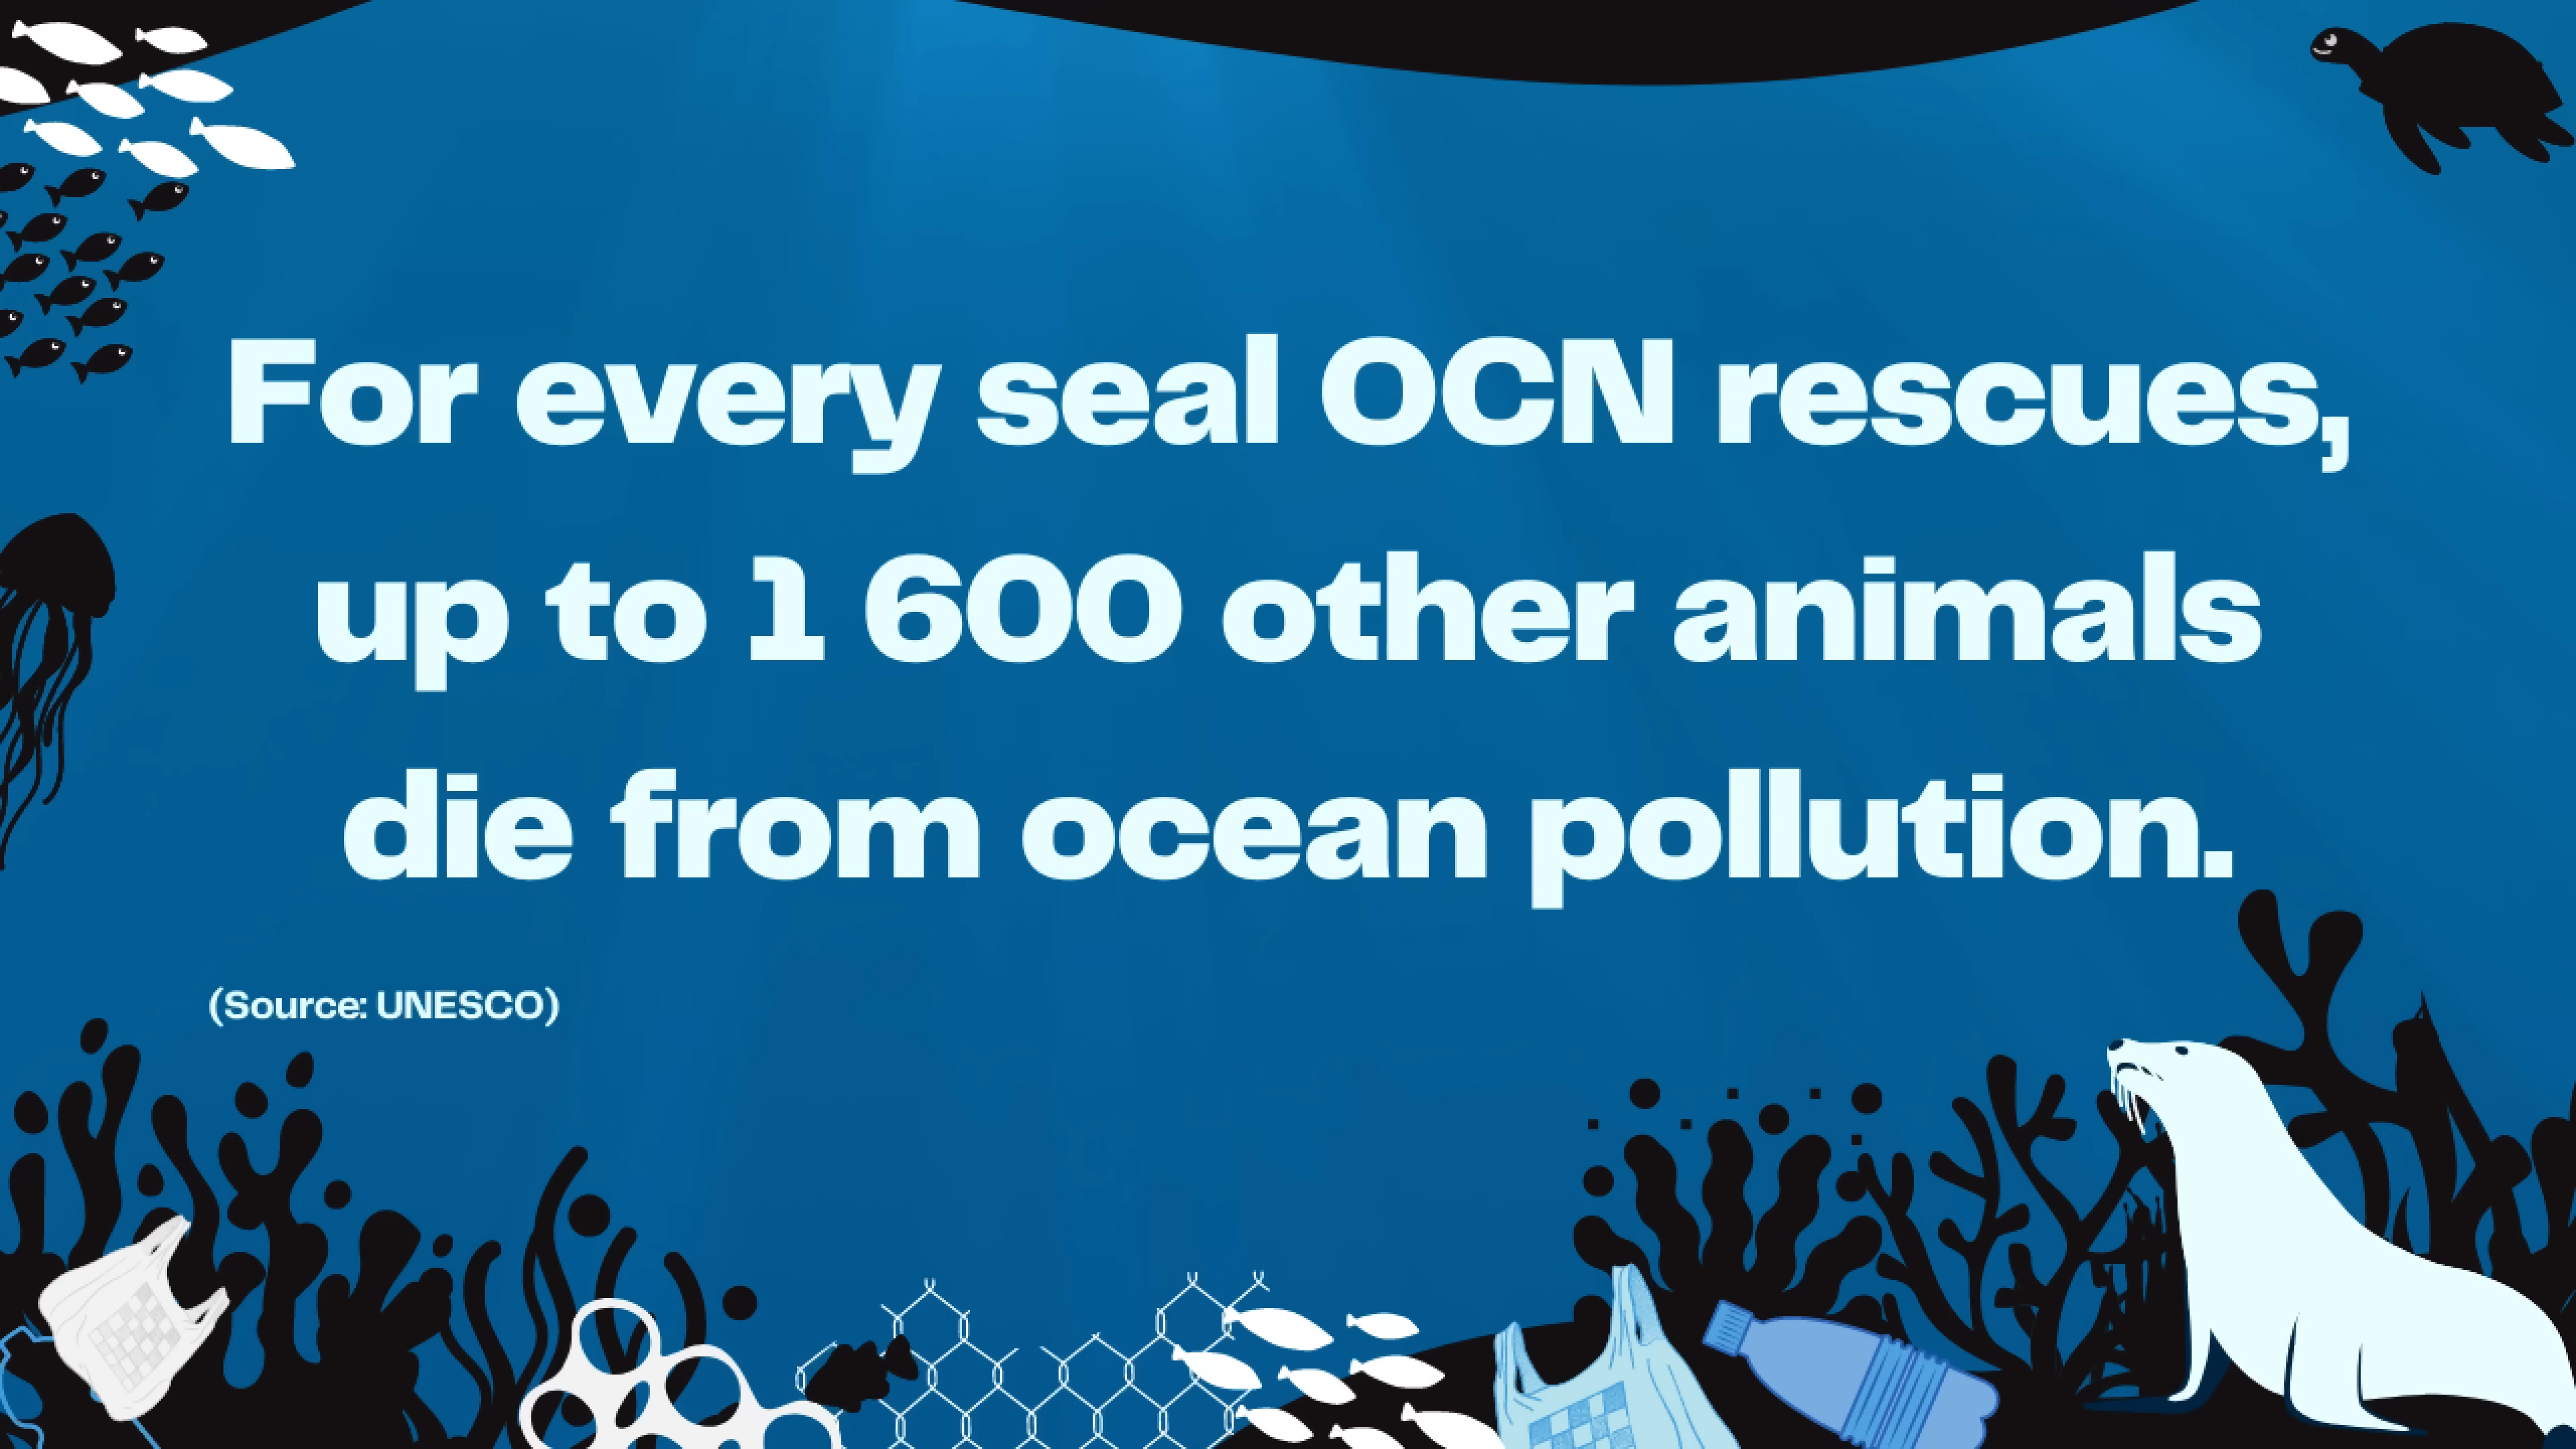 For every seal OCN rescues,
up to 1 600 other animals
die from ocean pollution.
(Source: UNESCO)